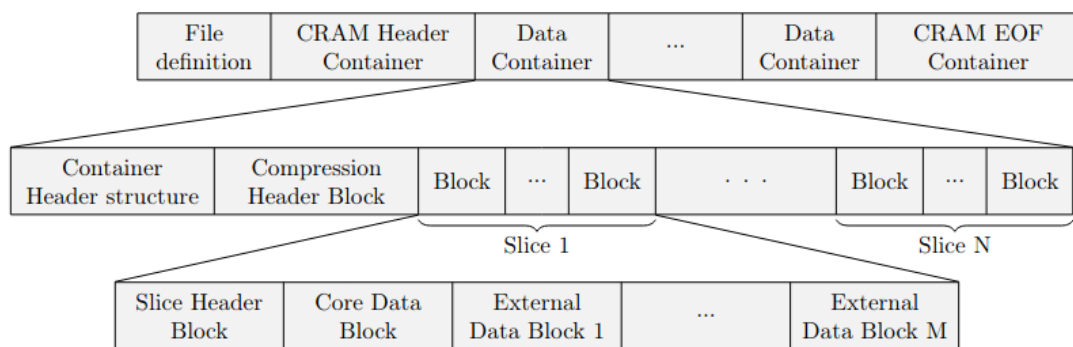 File definition
CRAM Header Container
Data Container
...
Data Container
CRAM EOF Container
Container Header structure
Compression Header Block
Block
...
Block
. . .
Block
...
Block
Slice 1
Slice N
Slice Header Block
Core Data Block
External Data Block 1
...
External Data Block M